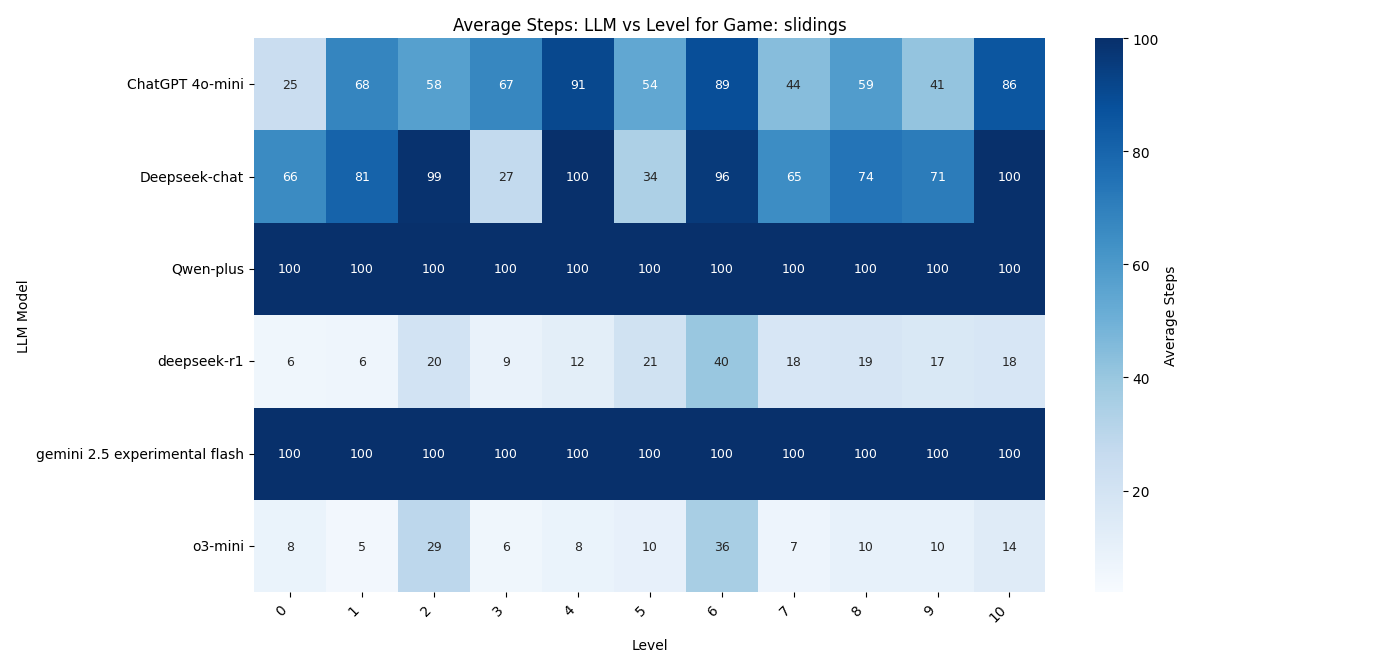 Average Steps: LLM vs Level for Game: slidings
LLM Model
ChatGPT 4o-mini 25 68 58 67 91 54 89 44 59 41 86
Deepseek-chat 66 81 99 27 100 34 96 65 74 71 100
Qwen-plus 100 100 100 100 100 100 100 100 100 100 100
deepseek-r1 6 6 20 9 12 21 40 18 19 17 18
gemini 2.5 experimental flash 100 100 100 100 100 100 100 100 100 100 100
o3-mini 8 5 29 6 8 10 36 7 10 10 14
0 1 2 3 4 5 6 7 8 9 10
Level
100
80
60
40
20
Average Steps